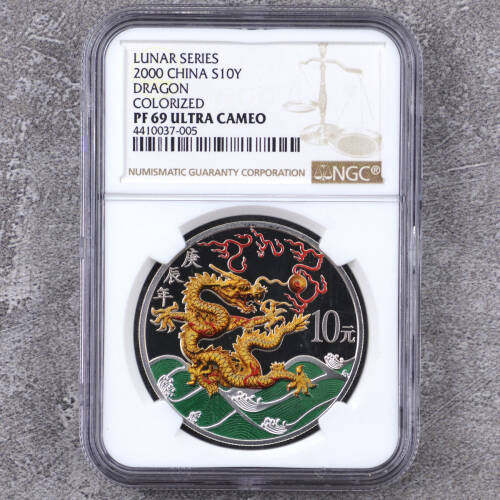 LUNAR SERIES
2000 CHINA S10Y
DRAGON
COLORIZED
PF 69 ULTRA CAMEO
4410037-005
NUMISMATIC GUARANTY CORPORATION
NGC®
庚辰年
10元